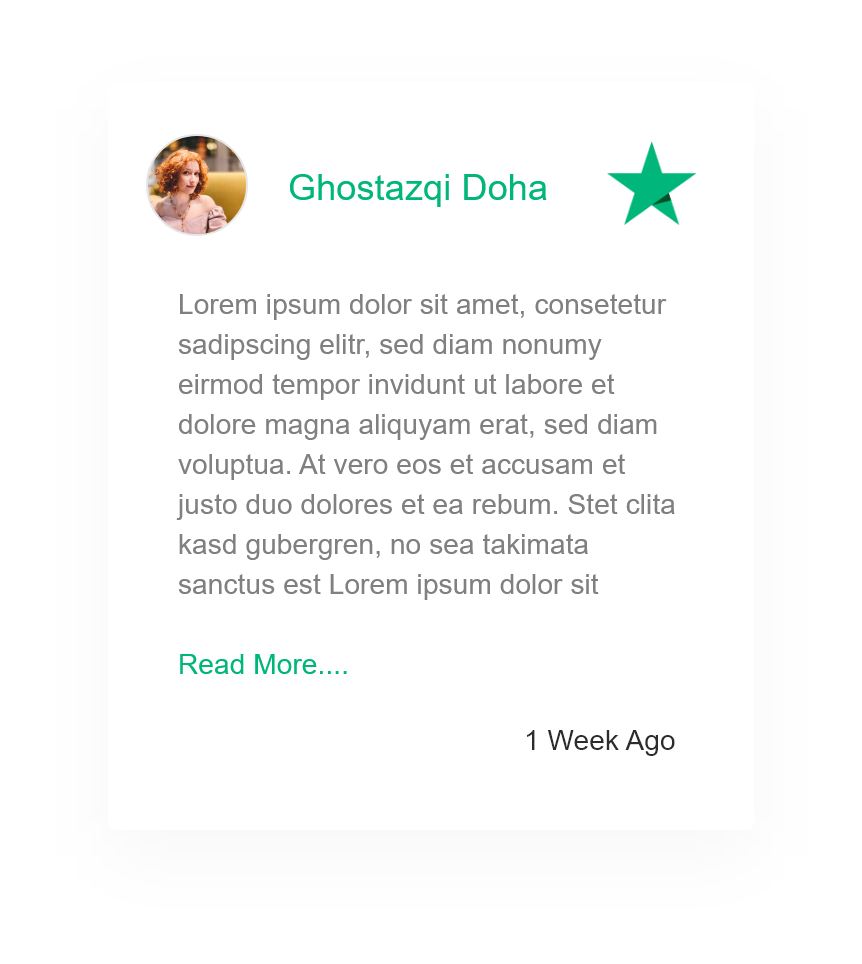 Ghostazqi Doha
Lorem ipsum dolor sit amet, consetetur
sadipscing elitr, sed diam nonumy
eirmod tempor invidunt ut labore et
dolore magna aliquyam erat, sed diam
voluptua. At vero eos et accusam et
justo duo dolores et ea rebum. Stet clita
kasd gubergren, no sea takimata
sanctus est Lorem ipsum dolor sit
Read More....
1 Week Ago